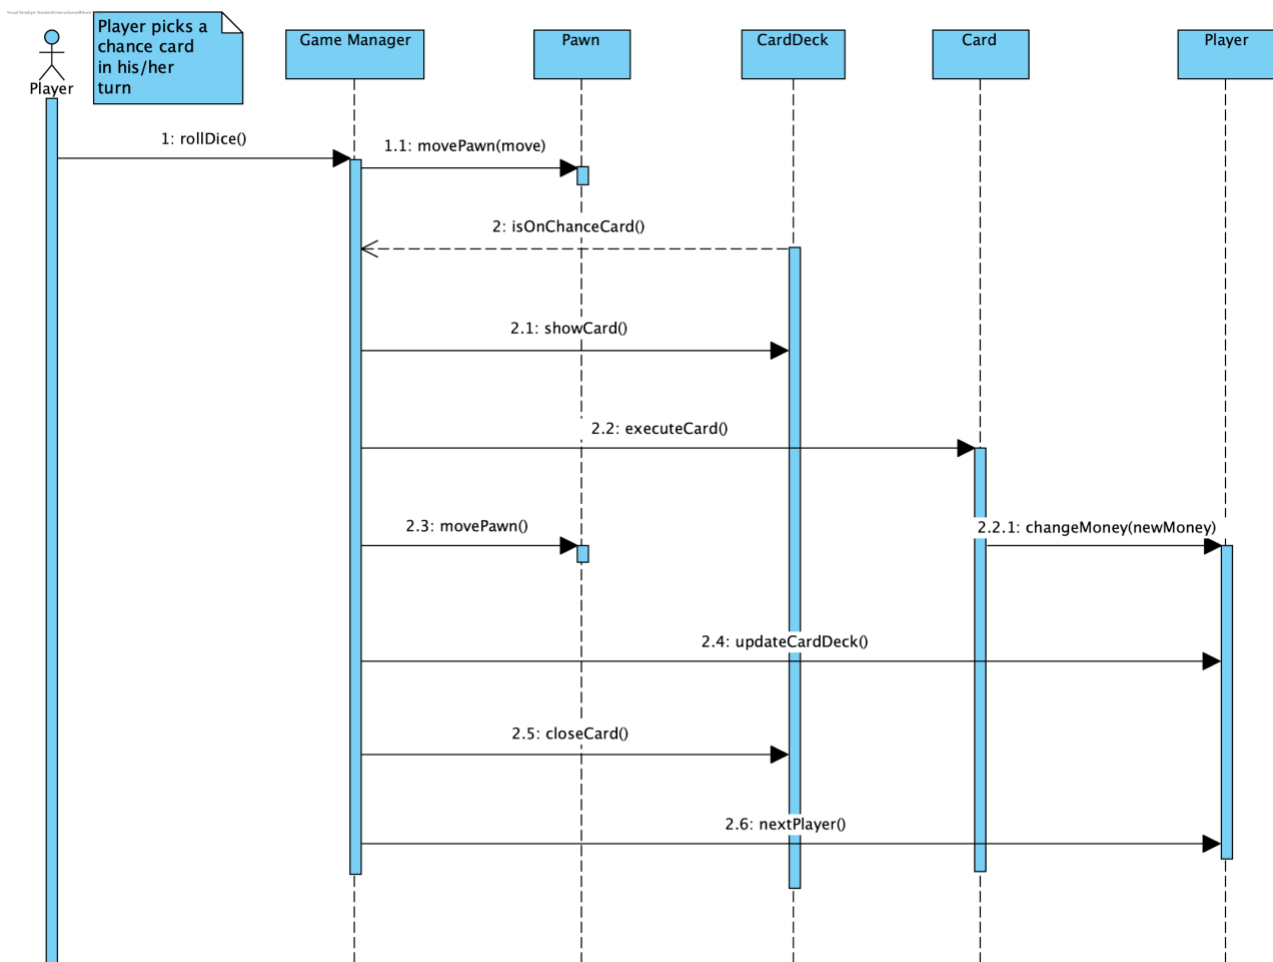 Player picks a
chance card
in his/her
turn
Player
Game Manager
Pawn
CardDeck
Card
Player
1: rollDice()
1.1: movePawn(move)
2: isOnChanceCard()
2.1: showCard()
2.2: executeCard()
2.3: movePawn()
2.2.1: changeMoney(newMoney)
2.4: updateCardDeck()
2.5: closeCard()
2.6: nextPlayer()